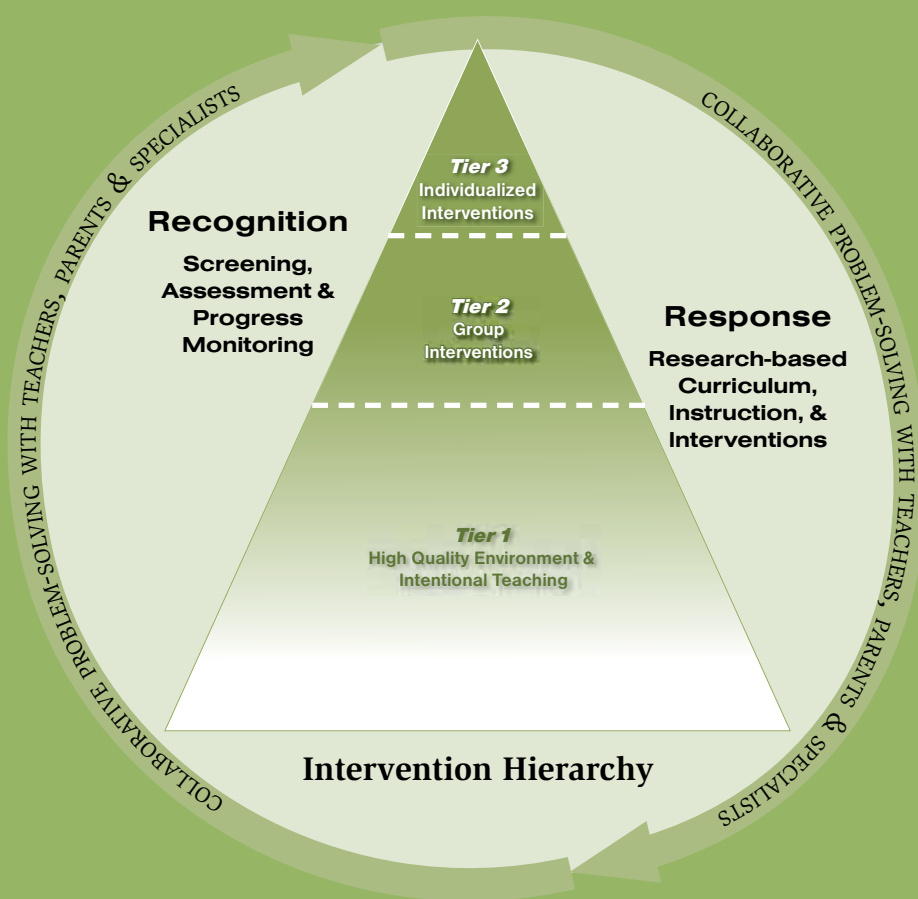 COLLABORATIVE PROBLEM-SOLVING WITH TEACHERS, PARENTS & SPECIALISTS
COLLABORATIVE PROBLEM-SOLVING WITH TEACHERS, PARENTS & SPECIALISTS
Tier 3
Individualized
Interventions
Recognition
Screening,
Assessment &
Progress
Monitoring
Tier 2
Group
Interventions
Response
Research-based
Curriculum,
Instruction, &
Interventions
Tier 1
High Quality Environment &
Intentional Teaching
Intervention Hierarchy